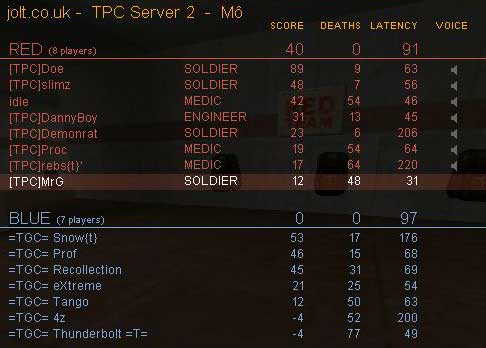 jolt.co.uk - TPC Server 2 - Mô
SCORE DEATHS LATENCY VOICE
RED (8 players) 40 0 91
[TPC]Doe SOLDIER 89 9 63
[TPC]slimz SOLDIER 48 7 56
idle MEDIC 42 54 46
[TPC]DannyBoy ENGINEER 31 13 45
[TPC]Demonrat SOLDIER 23 6 206
[TPC]Proc MEDIC 19 54 64
[TPC]rebs{t}' MEDIC 17 64 220
[TPC]MrG SOLDIER 12 48 31
RED TEAM
BLUE (7 players) 0 0 97
=TGC= Snow{t} 53 17 176
=TGC= Prof 46 15 68
=TGC= Recollection 45 31 69
=TGC= eXtreme 21 25 54
=TGC= Tango 12 50 63
=TGC= 4z -4 52 200
=TGC= Thunderbolt =T= -4 77 49